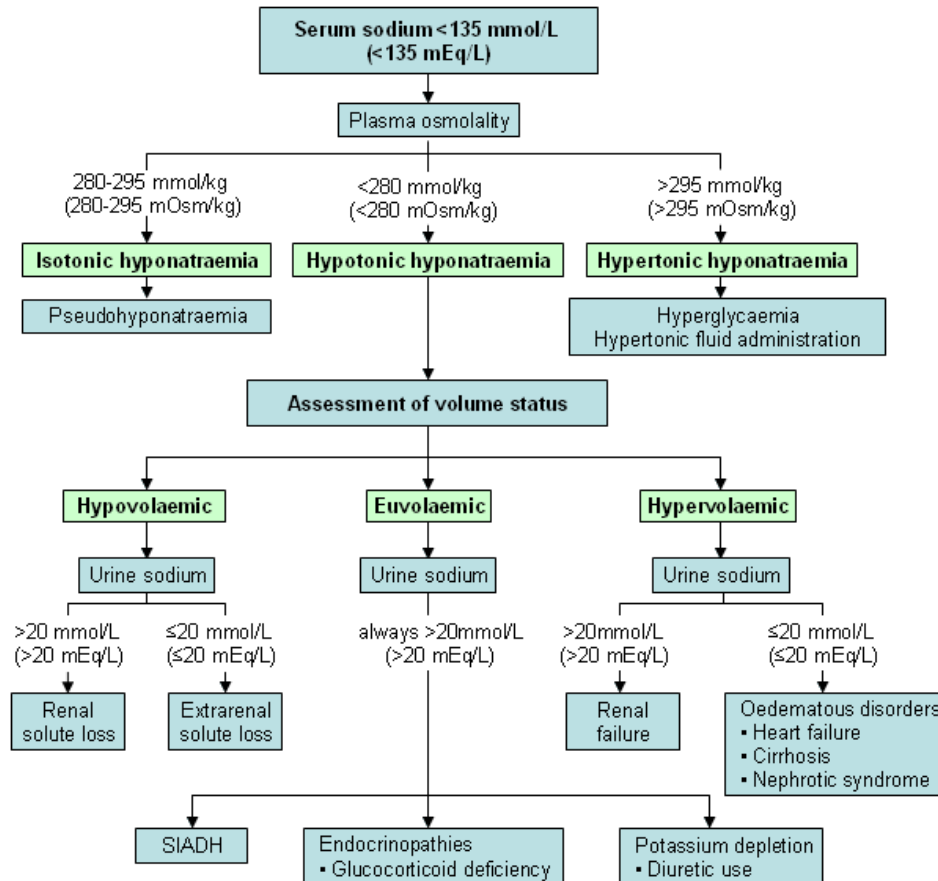 Serum sodium <135 mmol/L
(<135 mEq/L)
Plasma osmolality
280-295 mmol/kg
(280-295 mOsm/kg)
<280 mmol/kg
(<280 mOsm/kg)
>295 mmol/kg
(>295 mOsm/kg)
Isotonic hyponatraemia
Hypotonic hyponatraemia
Hypertonic hyponatraemia
Pseudohyponatraemia
Hyperglycaemia
Hypertonic fluid administration
Assessment of volume status
Hypovolaemic
Euvolaemic
Hypervolaemic
Urine sodium
Urine sodium
Urine sodium
>20 mmol/L
(>20 mEq/L)
≤20 mmol/L
(≤20 mEq/L)
always >20mmol/L
(>20 mEq/L)
>20mmol/L
(>20 mEq/L)
≤20 mmol/L
(≤20 mEq/L)
Renal
solute loss
Extrarenal
solute loss
Renal
failure
Oedematous disorders
▪ Heart failure
▪ Cirrhosis
▪ Nephrotic syndrome
SIADH
Endocrinopathies
▪ Glucocorticoid deficiency
Potassium depletion
▪ Diuretic use